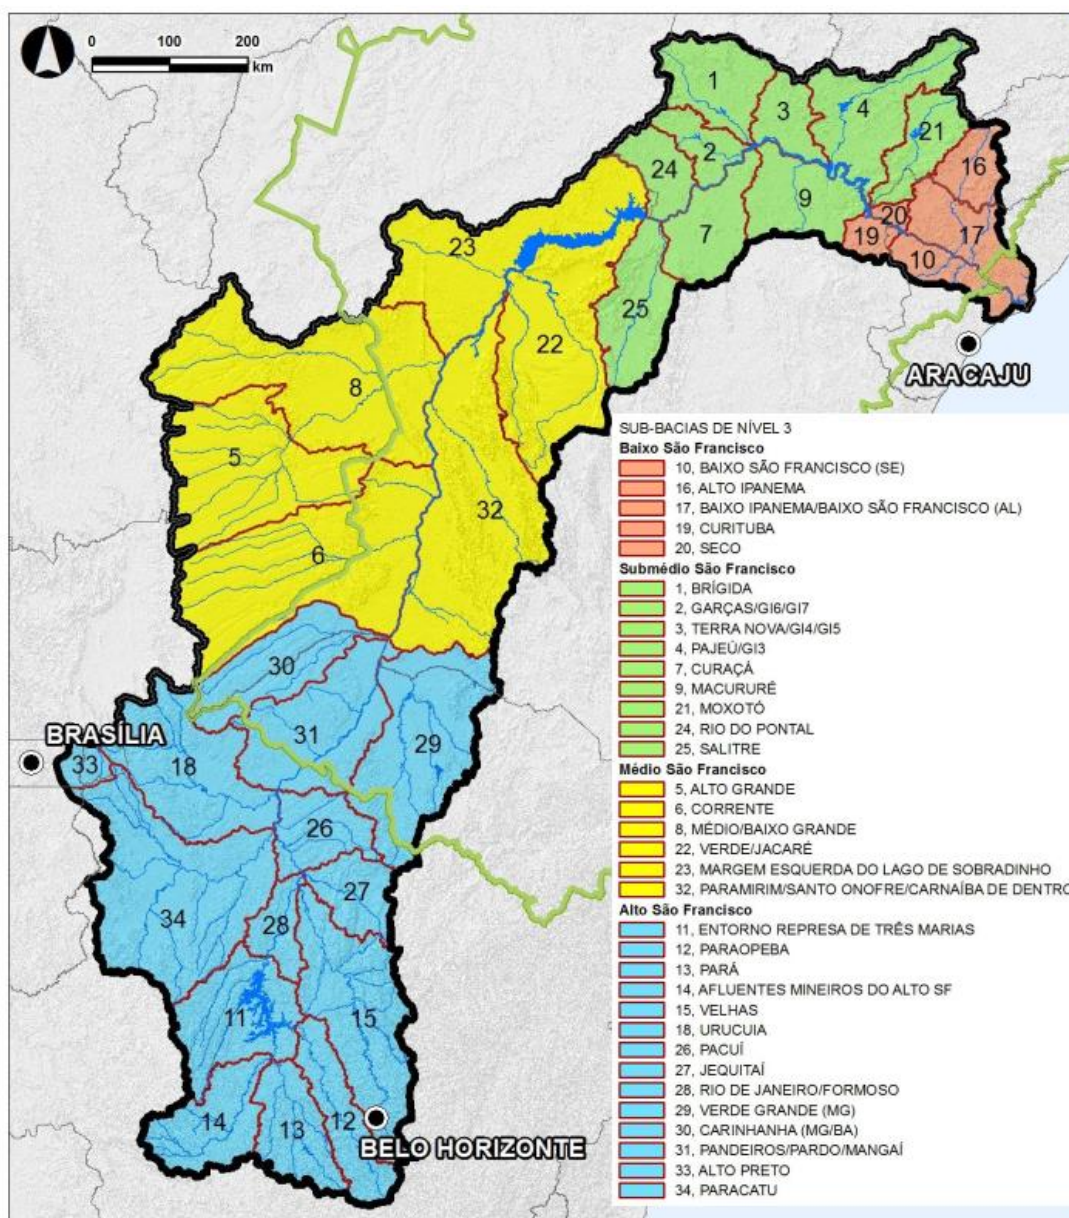 0 100 200
km
1
3
4
21
2
24
16
9
20
17
19
7
10
23
25
22
8
ARACAJU
5
32
6
30
BRASÍLIA
31
29
33
18
26
27
34
28
11
15
14
13
12
BELO HORIZONTE
SUB-BACIAS DE NÍVEL 3
Baixo São Francisco
10, BAIXO SÃO FRANCISCO (SE)
16, ALTO IPANEMA
17, BAIXO IPANEMA/BAIXO SÃO FRANCISCO (AL)
19, CURITUBA
20, SECO
Submédio São Francisco
1, BRÍGIDA
2, GARÇAS/GI6/GI7
3, TERRA NOVA/GI4/GI5
4, PAJEÚ/GI3
7, CURAÇÁ
9, MACURURÉ
21, MOXOTÓ
24, RIO DO PONTAL
25, SALITRE
Médio São Francisco
5, ALTO GRANDE
6, CORRENTE
8, MÉDIO/BAIXO GRANDE
22, VERDE/JACARÉ
23, MARGEM ESQUERDA DO LAGO DE SOBRADINHO
32, PARAMIRIM/SANTO ONOFRE/CARNAÍBA DE DENTRO
Alto São Francisco
11, ENTORNO REPRESA DE TRÊS MARIAS
12, PARAOPEBA
13, PARÁ
14, AFLUENTES MINEIROS DO ALTO SF
15, VELHAS
18, URUCUIA
26, PACUÍ
27, JEQUITAÍ
28, RIO DE JANEIRO/FORMOSO
29, VERDE GRANDE (MG)
30, CARINHANHA (MG/BA)
31, PANDEIROS/PARDO/MANGAÍ
33, ALTO PRETO
34, PARACATU